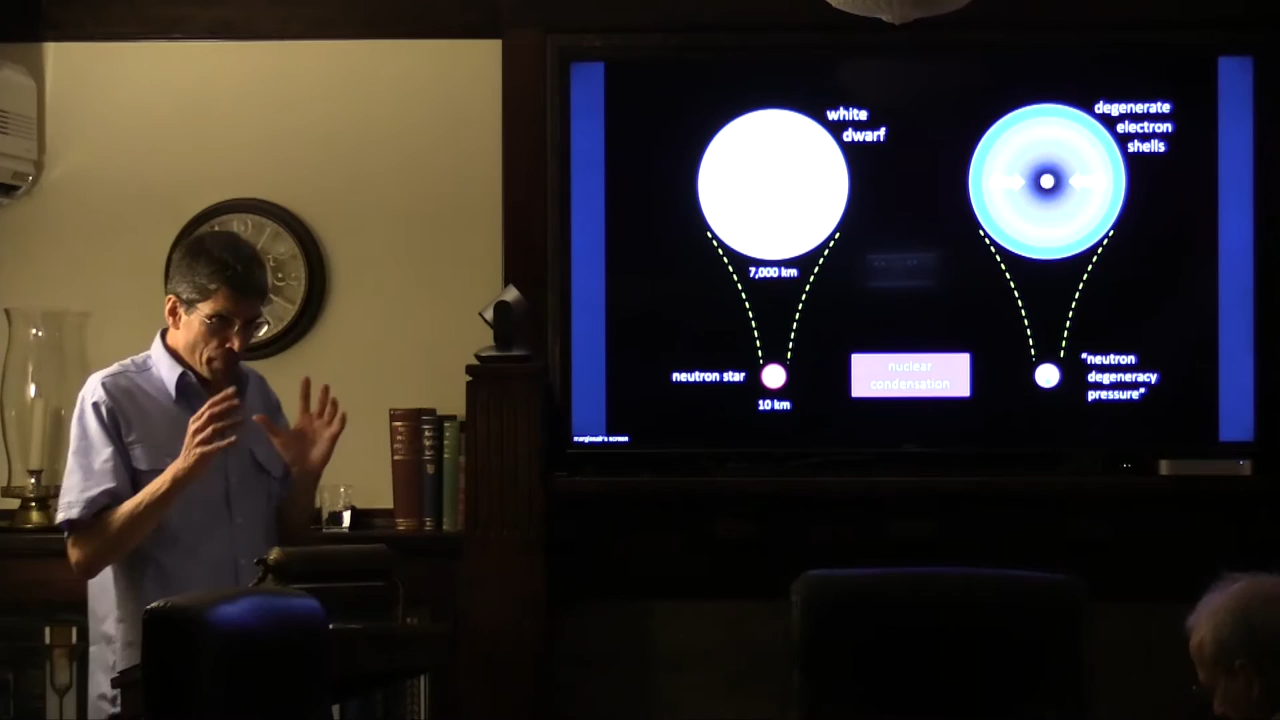 white
dwarf
degenerate
electron
shells
7,000 km
neutron star
10 km
nuclear
condensation
"neutron
degeneracy
pressure"